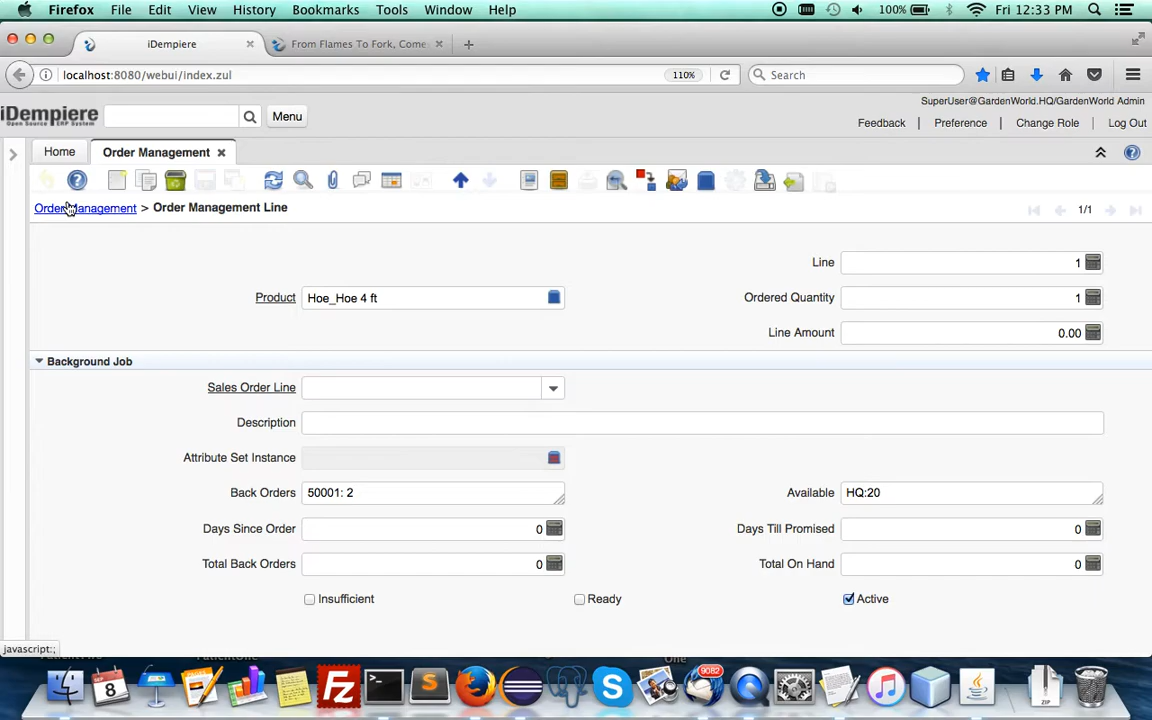 Firefox File Edit View History Bookmarks Tools Window Help 100% Fri 12:33 PM
iDempiere × From Flames To Fork, Come × +
localhost:8080/webui/index.zul 110% Search
SuperUser@GardenWorld.HQ/GardenWorld Admin
iDempiere Menu
Open Source ERP System
Feedback Preference Change Role Log Out
Home Order Management ×
Order Management > Order Management Line 1/1
Line 1
Product Hoe_Hoe 4 ft Ordered Quantity 1
Line Amount 0.00
Background Job
Sales Order Line
Description
Attribute Set Instance
Back Orders 50001: 2 Available HQ:20
Days Since Order 0 Days Till Promised 0
Total Back Orders 0 Total On Hand 0
Insufficient Ready Active
javascript:;
One
8 9082 ZIP